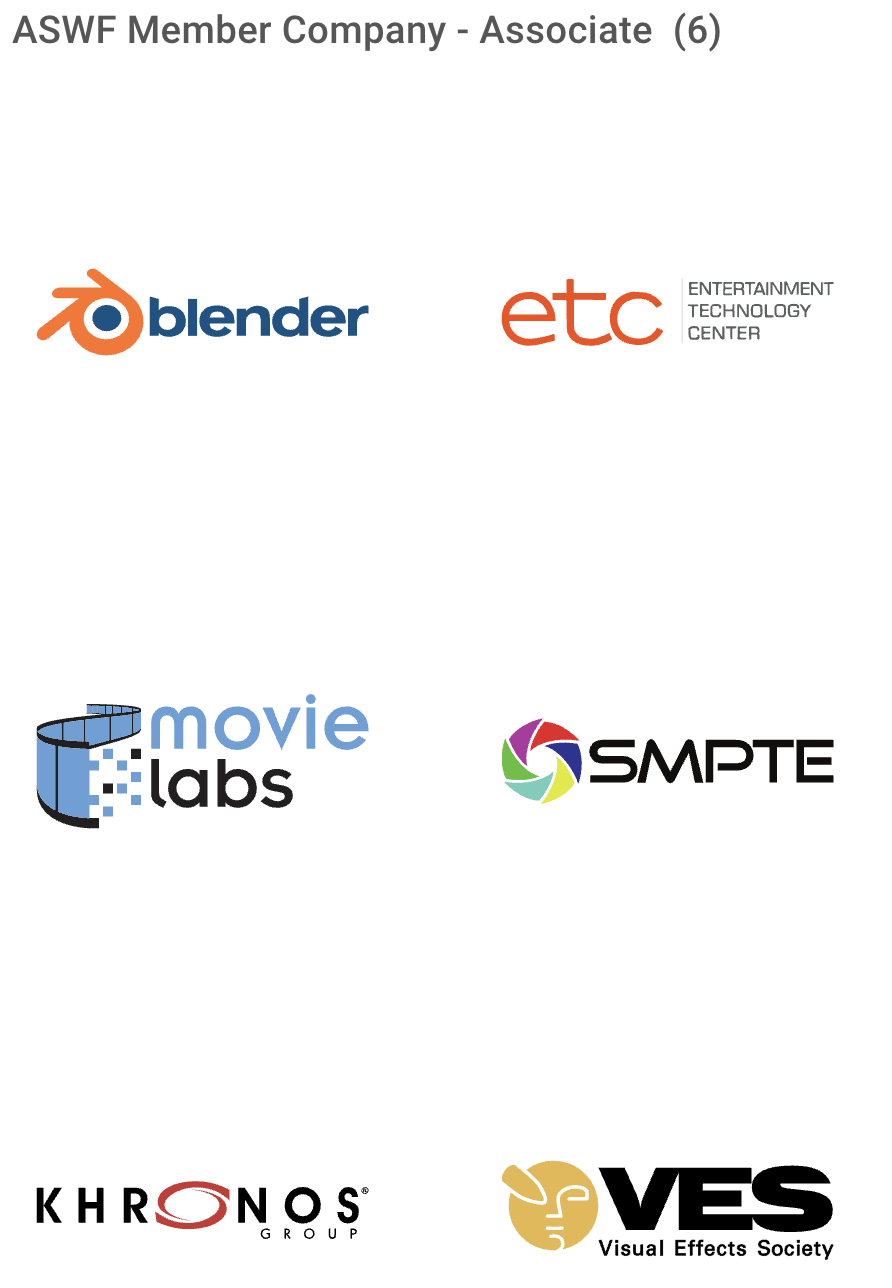 ASWF Member Company - Associate (6)
blender
etc
ENTERTAINMENT
TECHNOLOGY
CENTER
movie
labs
SMPTE
KHRONOS®
GROUP
VES
Visual Effects Society